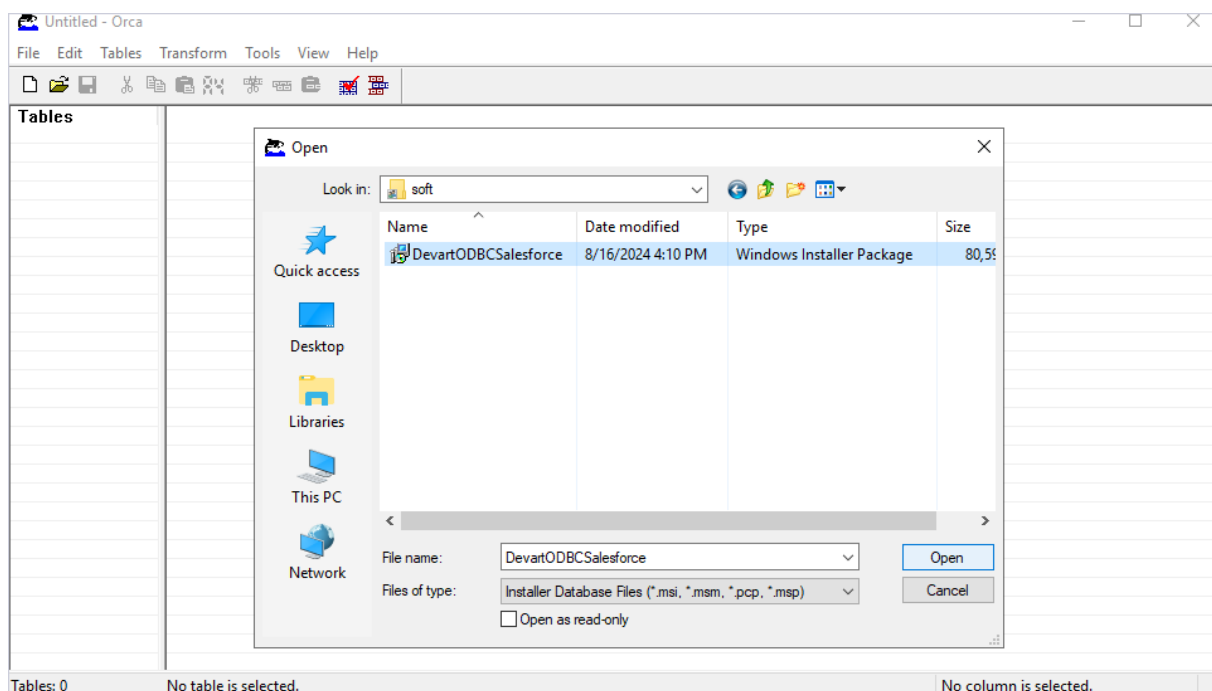 Untitled - Orca
File Edit Tables Transform Tools View Help
Tables
Open
Look in: soft
Name Date modified Type Size
DevartODBCSalesforce 8/16/2024 4:10 PM Windows Installer Package 80,59
Quick access
Desktop
Libraries
This PC
Network
File name: DevartODBCSalesforce Open
Files of type: Installer Database Files (*.msi, *.msm, *.pcp, *.msp) Cancel
Open as read-only
Tables: 0 No table is selected. No column is selected.